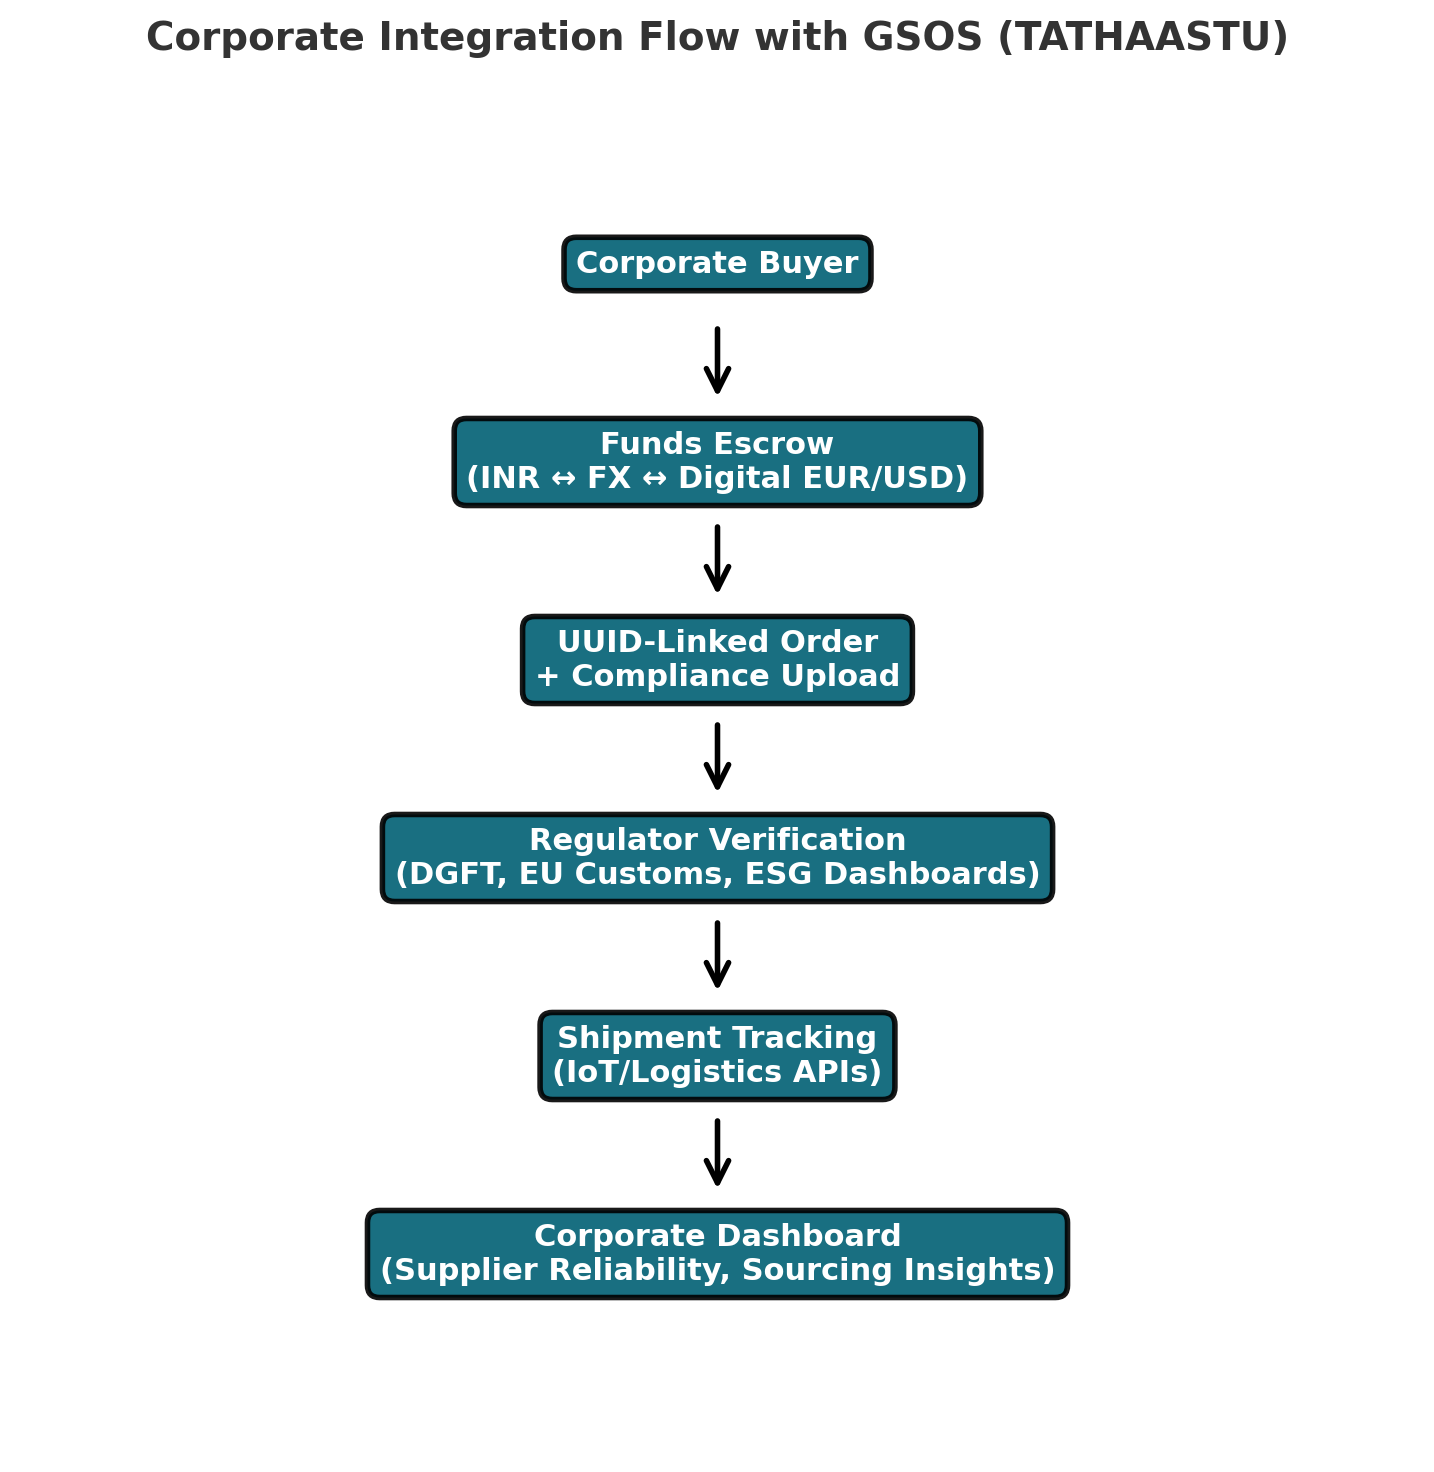 Corporate Integration Flow with GSOS (TATHAASTU)
Corporate Buyer
Funds Escrow
(INR ↔ FX ↔ Digital EUR/USD)
UUID-Linked Order
+ Compliance Upload
Regulator Verification
(DGFT, EU Customs, ESG Dashboards)
Shipment Tracking
(IoT/Logistics APIs)
Corporate Dashboard
(Supplier Reliability, Sourcing Insights)